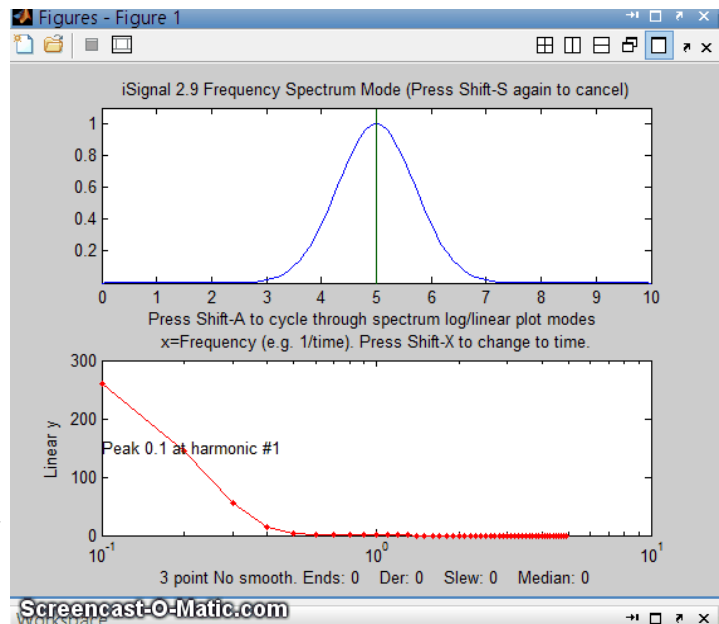 Figures - Figure 1
iSignal 2.9 Frequency Spectrum Mode (Press Shift-S again to cancel)
1
0.8
0.6
0.4
0.2
0 1 2 3 4 5 6 7 8 9 10
Press Shift-A to cycle through spectrum log/linear plot modes
x=Frequency (e.g. 1/time). Press Shift-X to change to time.
300
200
100
0
Linear y
Peak 0.1 at harmonic #1
10^-1 10^0 10^1
3 point No smooth. Ends: 0 Der: 0 Slew: 0 Median: 0
Screencast-O-Matic.com
Workspace